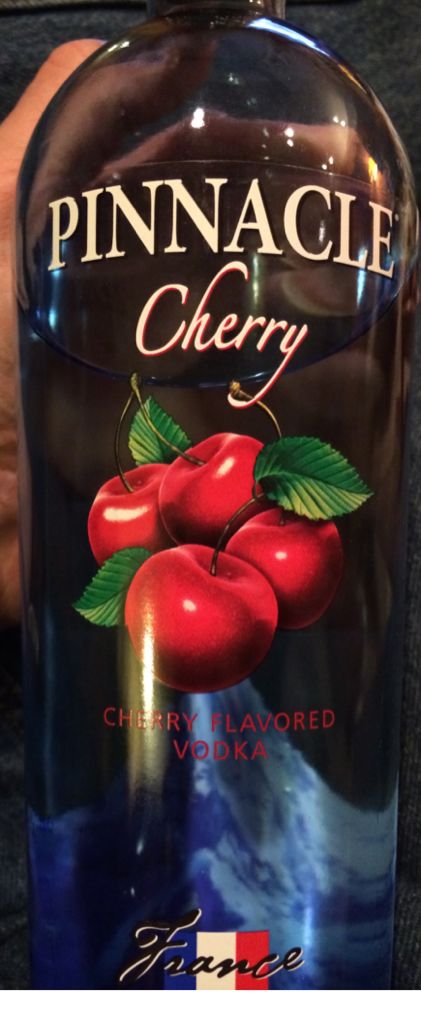 PINNACLE
Cherry
CHERRY FLAVORED
VODKA
France